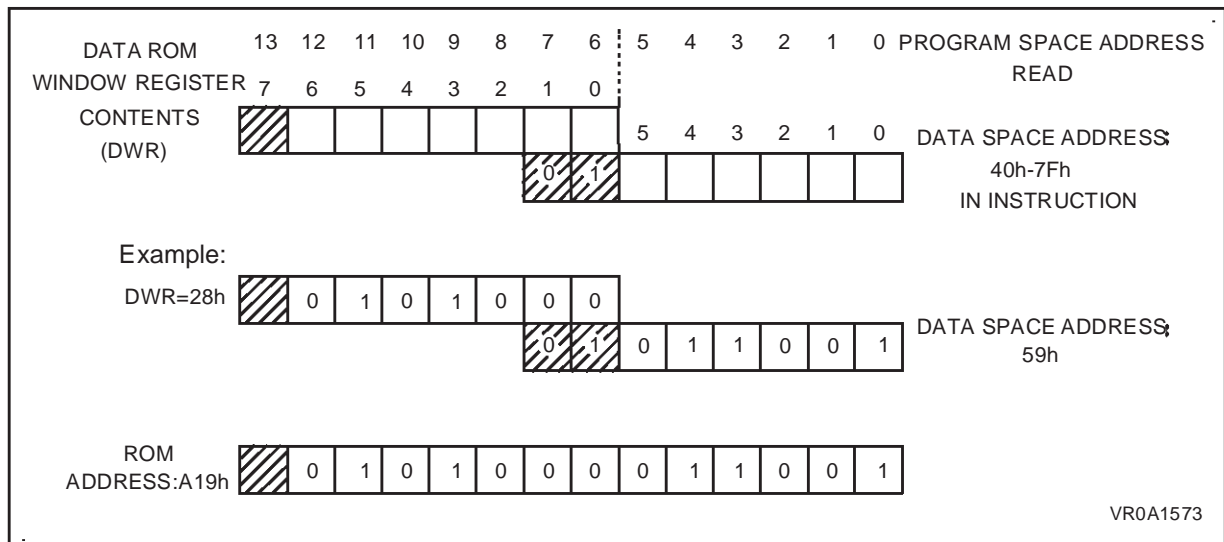 DATA ROM
WINDOW REGISTER
CONTENTS
(DWR)
13 12 11 10 9 8 7 6 5 4 3 2 1 0
PROGRAM SPACE ADDRESS
READ
7 6 5 4 3 2 1 0
5 4 3 2 1 0
DATA SPACE ADDRESS:
40h-7Fh
IN INSTRUCTION
0 1
Example:
DWR=28h
0 1 0 1 0 0 0
0 1 0 1 1 0 0 1
DATA SPACE ADDRESS:
59h
ROM
ADDRESS:A19h
0 1 0 1 0 0 0 0 1 1 0 0 1
VR0A1573